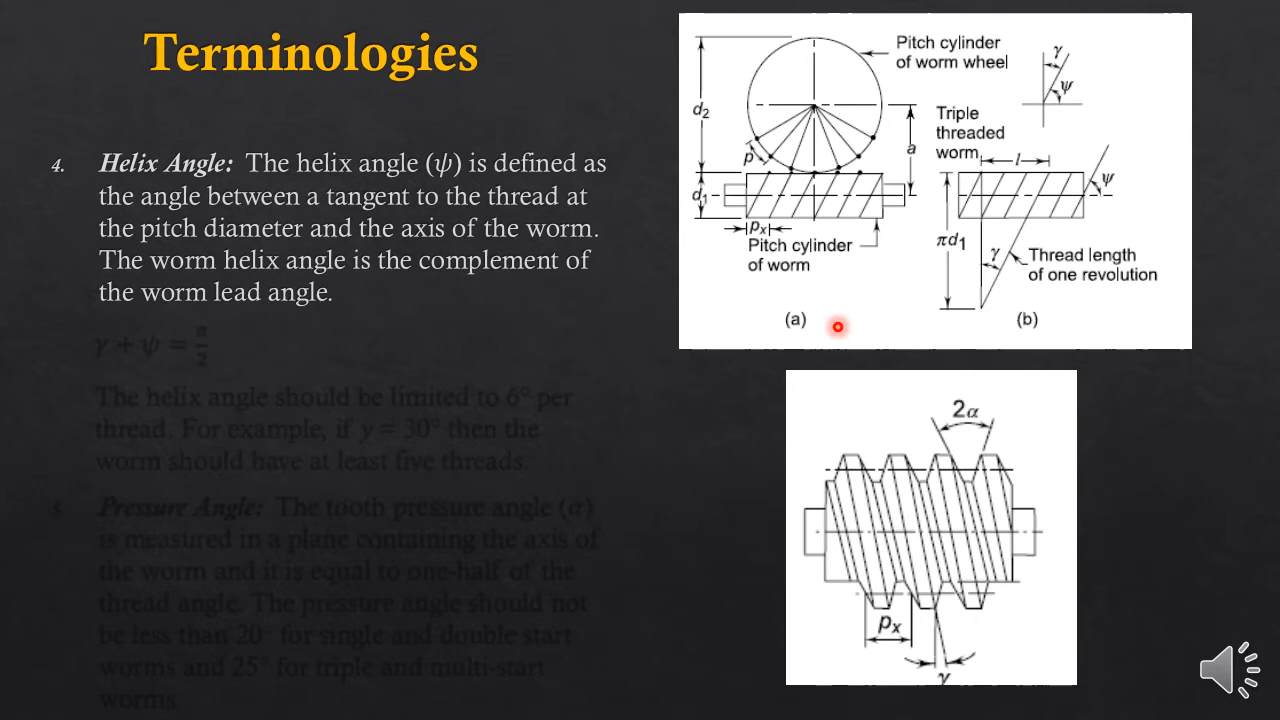 Terminologies
4. Helix Angle: The helix angle (ψ) is defined as
the angle between a tangent to the thread at
the pitch diameter and the axis of the worm.
The worm helix angle is the complement of
the worm lead angle.
γ + ψ = π/2
The helix angle should be limited to 6° per
thread. For example, if y = 30° then the
worm should have at least five threads.
5. Pressure Angle: The tooth pressure angle (α)
is measured in a plane containing the axis of
the worm and it is equal to one-half of the
thread angle. The pressure angle should not
be less than 20° for single and double start
worms and 25° for triple and multi-start
worms.
Pitch cylinder
of worm wheel
d2
p
a
d1
px
Pitch cylinder
of worm
(a)
γ
ψ
Triple
threaded
worm
l
ψ
πd1
γ
Thread length
of one revolution
(b)
2α
px
γ